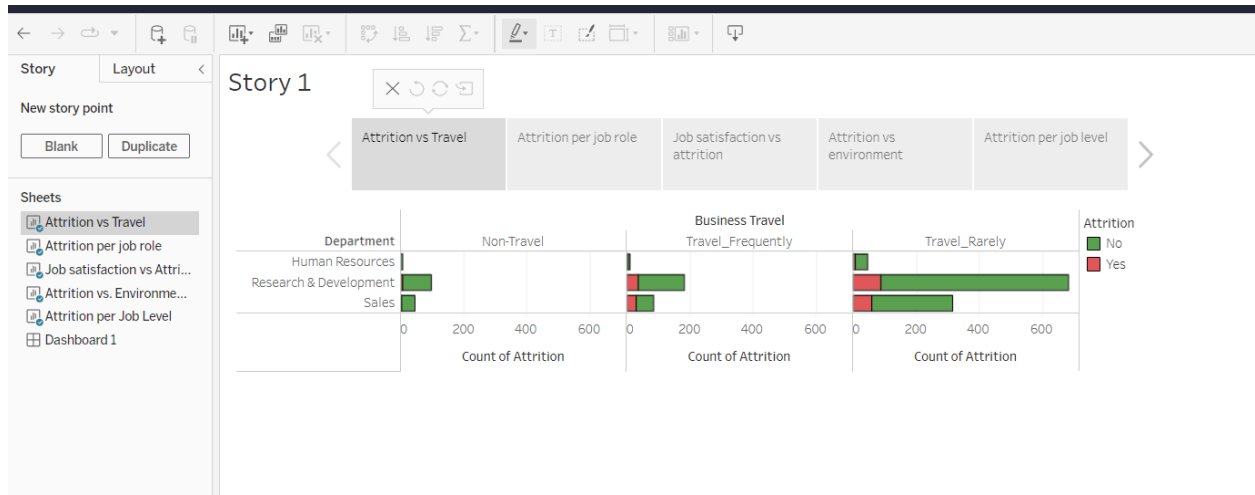 Story
Layout
New story point
Blank
Duplicate
Sheets
Attrition vs Travel
Attrition per job role
Job satisfaction vs Attri...
Attrition vs. Environme...
Attrition per Job Level
Dashboard 1
Story 1
Attrition vs Travel
Attrition per job role
Job satisfaction vs
attrition
Attrition vs
environment
Attrition per job level
Business Travel
Department
Non-Travel
Travel_Frequently
Travel_Rarely
Human Resources
Research & Development
Sales
0 200 400 600
0 200 400 600
0 200 400 600
Count of Attrition
Count of Attrition
Count of Attrition
Attrition
No
Yes